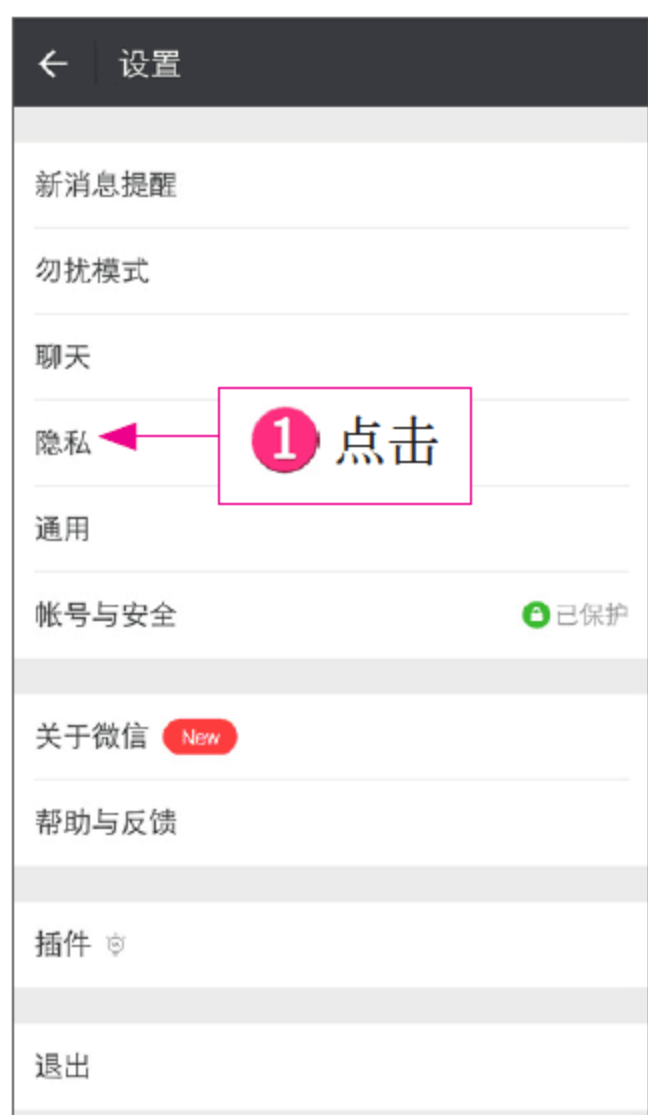 设置
新消息提醒
勿扰模式
聊天
隐私 1 点击
通用
帐号与安全 已保护
关于微信 New
帮助与反馈
插件
退出